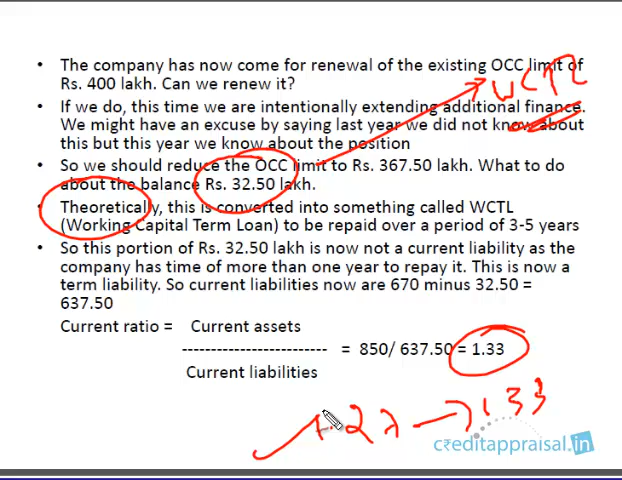 • The company has now come for renewal of the existing OCC limit of
Rs. 400 lakh. Can we renew it?
WCTL
• If we do, this time we are intentionally extending additional finance.
We might have an excuse by saying last year we did not know about
this but this year we know about the position
• So we should reduce the OCC limit to Rs. 367.50 lakh. What to do
about the balance Rs. 32.50 lakh.
• Theoretically, this is converted into something called WCTL
(Working Capital Term Loan) to be repaid over a period of 3-5 years
• So this portion of Rs. 32.50 lakh is now not a current liability as the
company has time of more than one year to repay it. This is now a
term liability. So current liabilities now are 670 minus 32.50 =
637.50
Current ratio = Current assets
--------------------------- = 850/ 637.50 = 1.33
Current liabilities
1.27 → 1.33
creditappraisal.in